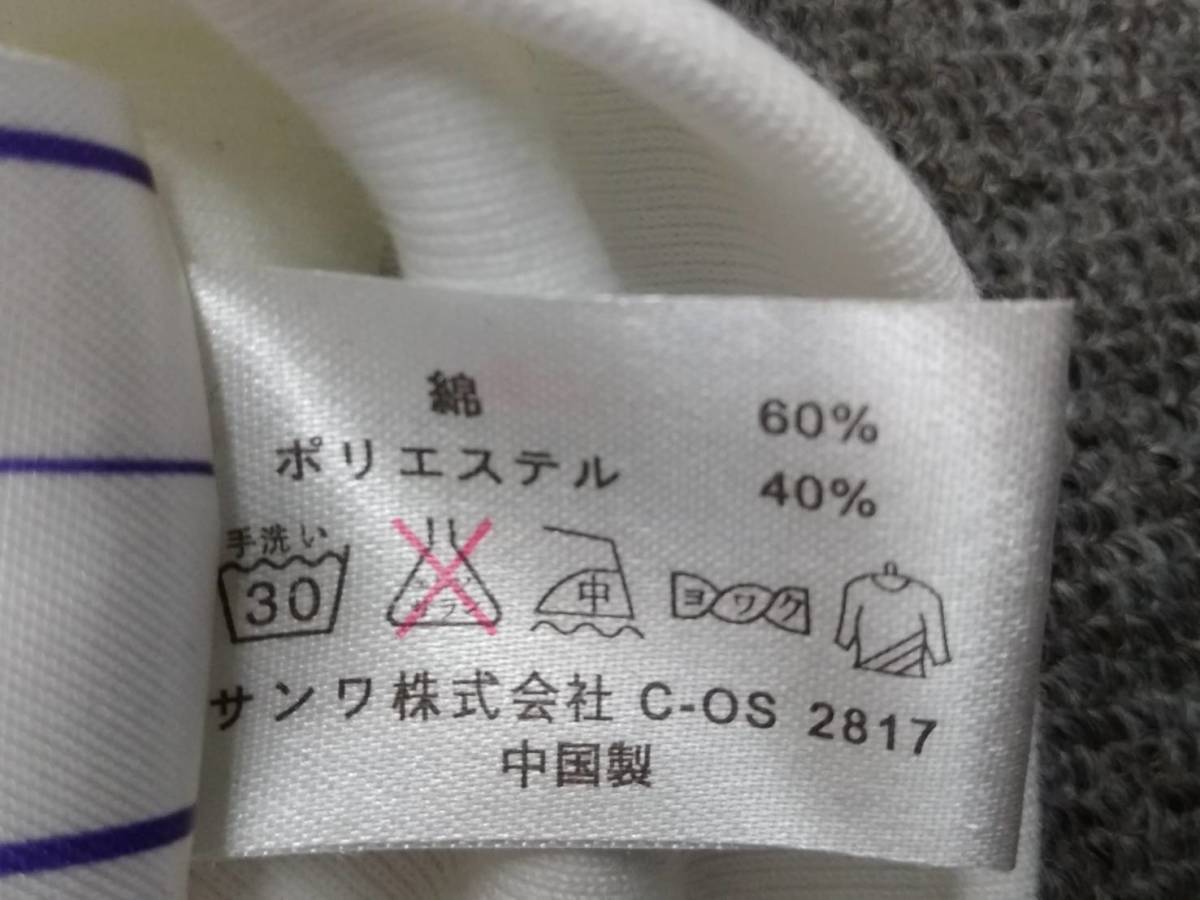 綿 60%
ポリエステル 40%
手洗い
30 中 ヨワク
サンワ株式会社 C-OS 2817
中国製